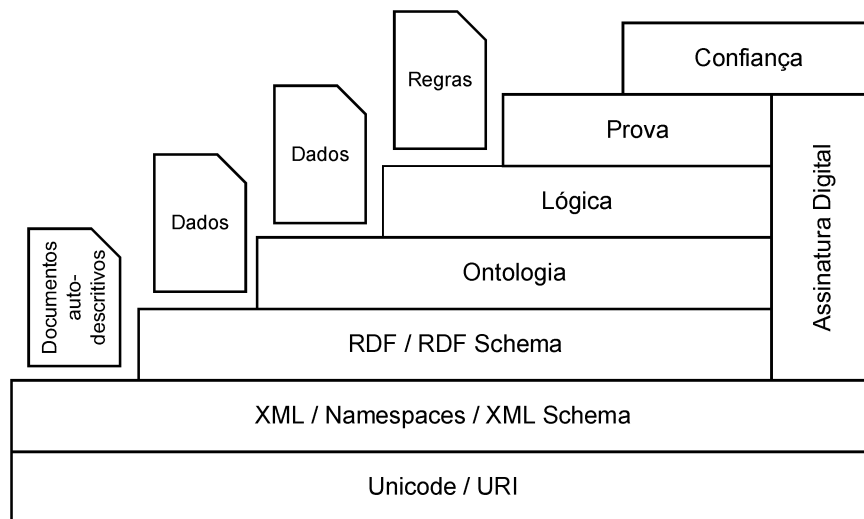 Confiança
Regras
Prova
Dados
Lógica
Assinatura Digital
Dados
Ontologia
Documentos
auto-
descritivos
RDF / RDF Schema
XML / Namespaces / XML Schema
Unicode / URI